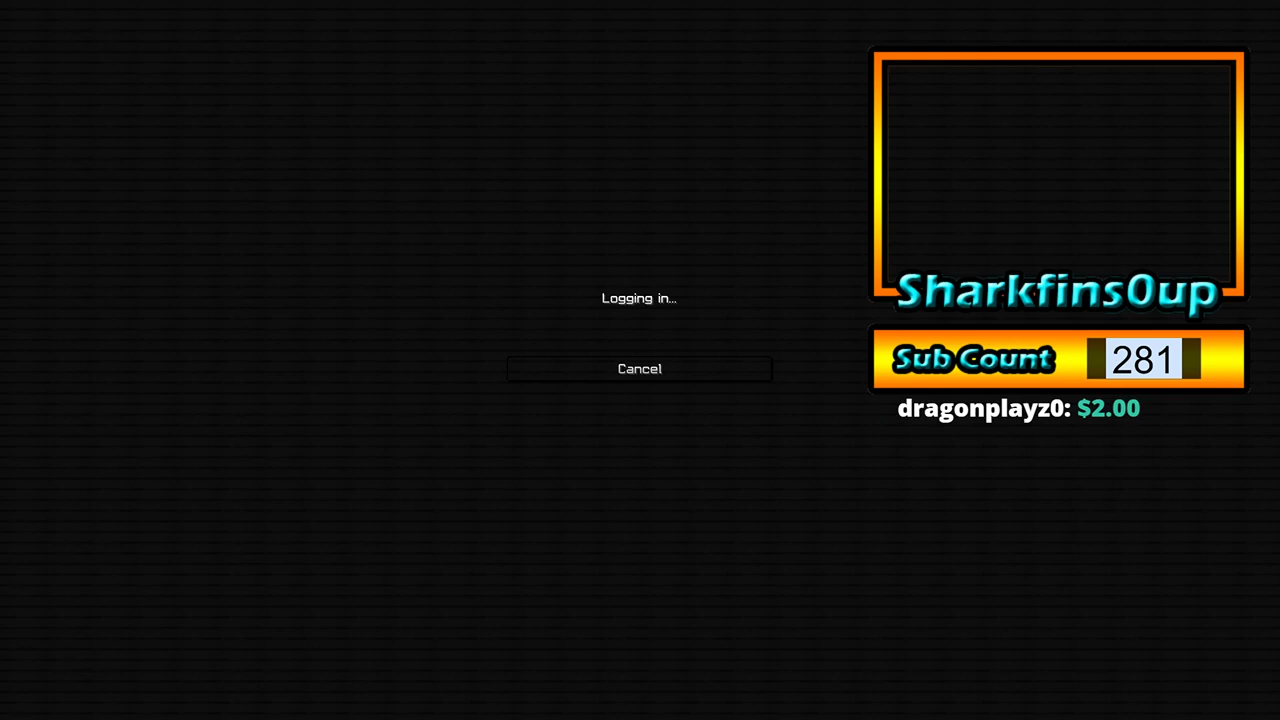 Logging in...
Cancel
Sharkfins0up
Sub Count 281
dragonplayz0: $2.00